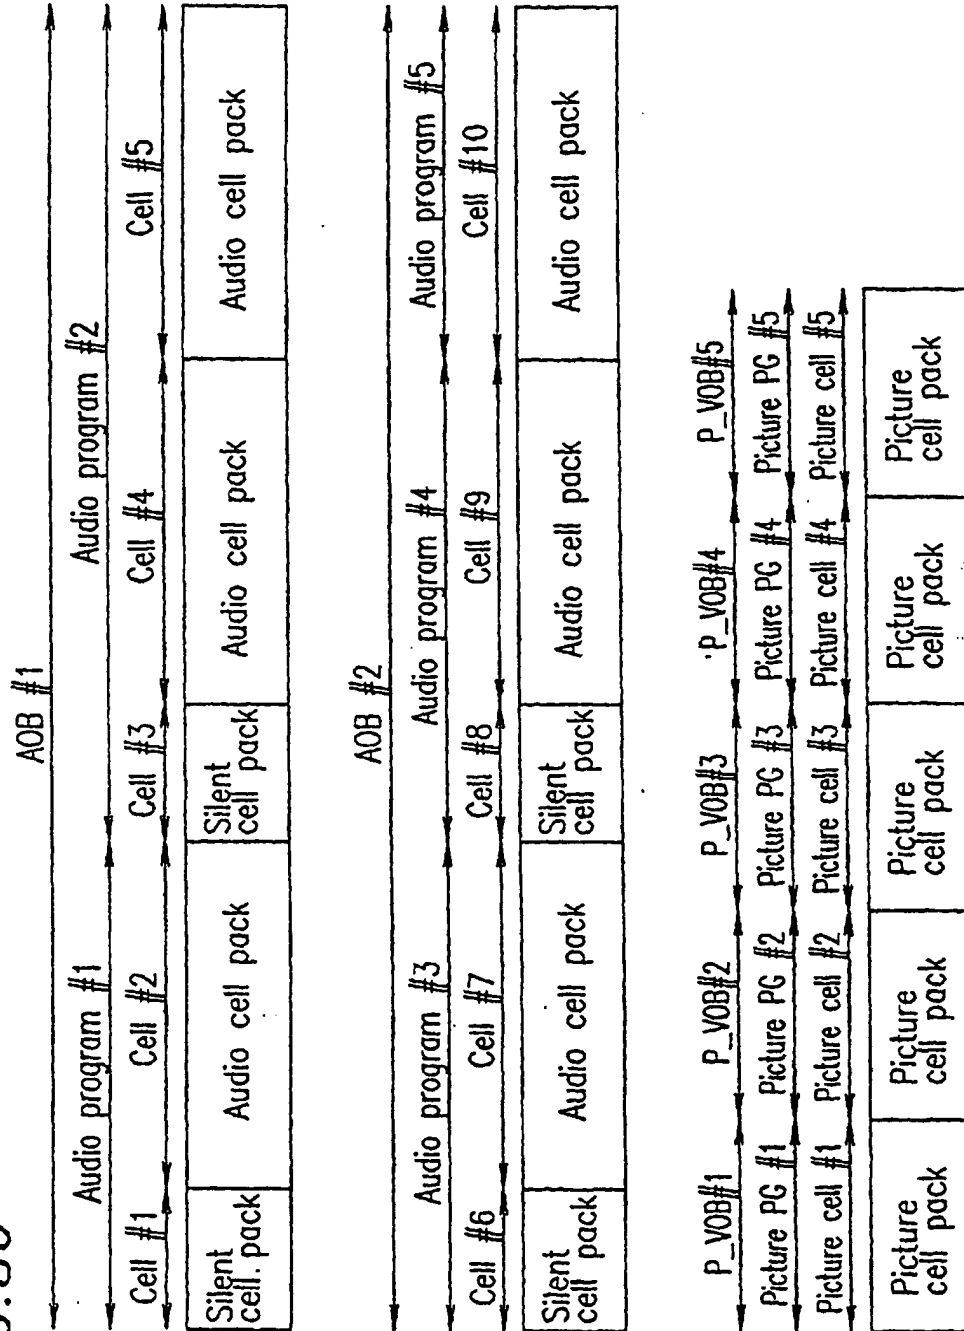 AOB #1
Audio program #1 Audio program #2
Cell #1 Cell #2 Cell #3 Cell #4 Cell #5
Silent cell. pack
Audio cell pack
Silent cell pack
Audio cell pack
Audio cell pack
AOB #2
Audio program #3 Audio program #4 Audio program #5
Cell #6 Cell #7 Cell #8 Cell #9 Cell #10
Silent cell pack
Audio cell pack
Silent cell pack
Audio cell pack
Audio cell pack
P_VOB#1 P_VOB#2 P_VOB#3 P_VOB#4 P_VOB#5
Picture PG #1 Picture PG #2 Picture PG #3 Picture PG #4 Picture PG #5
Picture cell #1 Picture cell #2 Picture cell #3 Picture cell #4 Picture cell #5
Picture cell pack
Picture cell pack
Picture cell pack
Picture cell pack
Picture cell pack